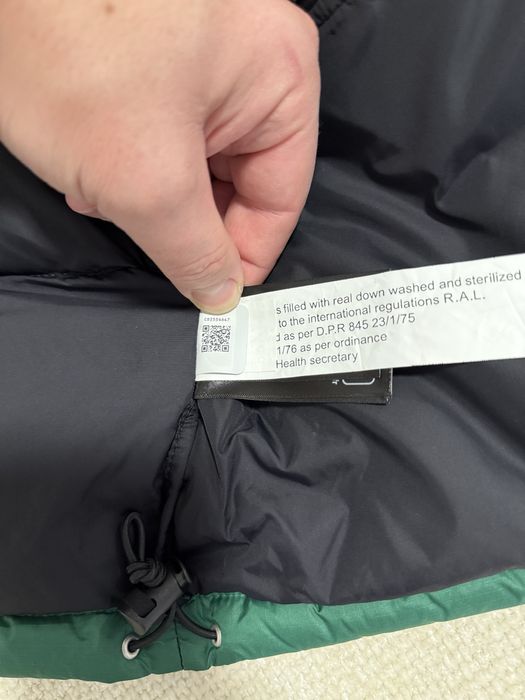 s filled with real down washed and sterilized
to the international regulations R.A.L.
d as per D.P.R 845 23/1/75
1/76 as per ordinance
Health secretary